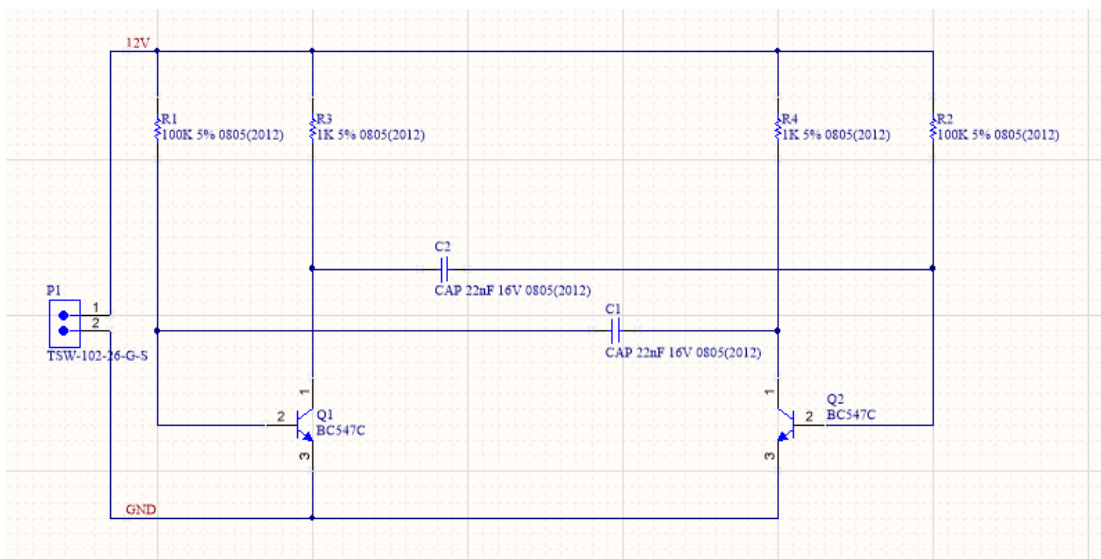 12V
R1
100K 5% 0805(2012)
R3
1K 5% 0805(2012)
R4
1K 5% 0805(2012)
R2
100K 5% 0805(2012)
C2
CAP 22nF 16V 0805(2012)
P1
1
2
TSW-102-26-G-S
C1
CAP 22nF 16V 0805(2012)
1
2
Q1
BC547C
3
1
Q2
2
BC547C
3
GND